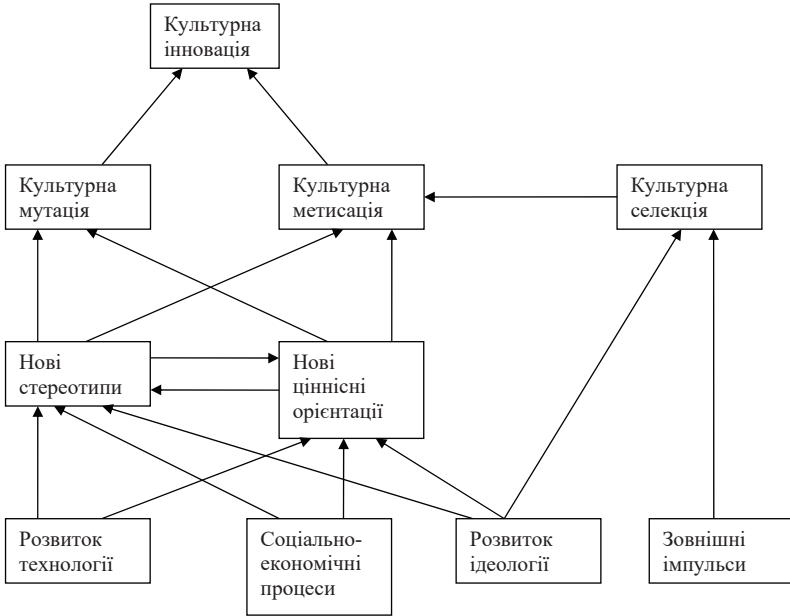 Культурна
інновація
Культурна
мутація
Культурна
метисація
Культурна
селекція
Нові
стереотипи
Нові
ціннісні
орієнтації
Розвиток
технології
Соціально-
економічні
процеси
Розвиток
ідеології
Зовнішні
імпульси